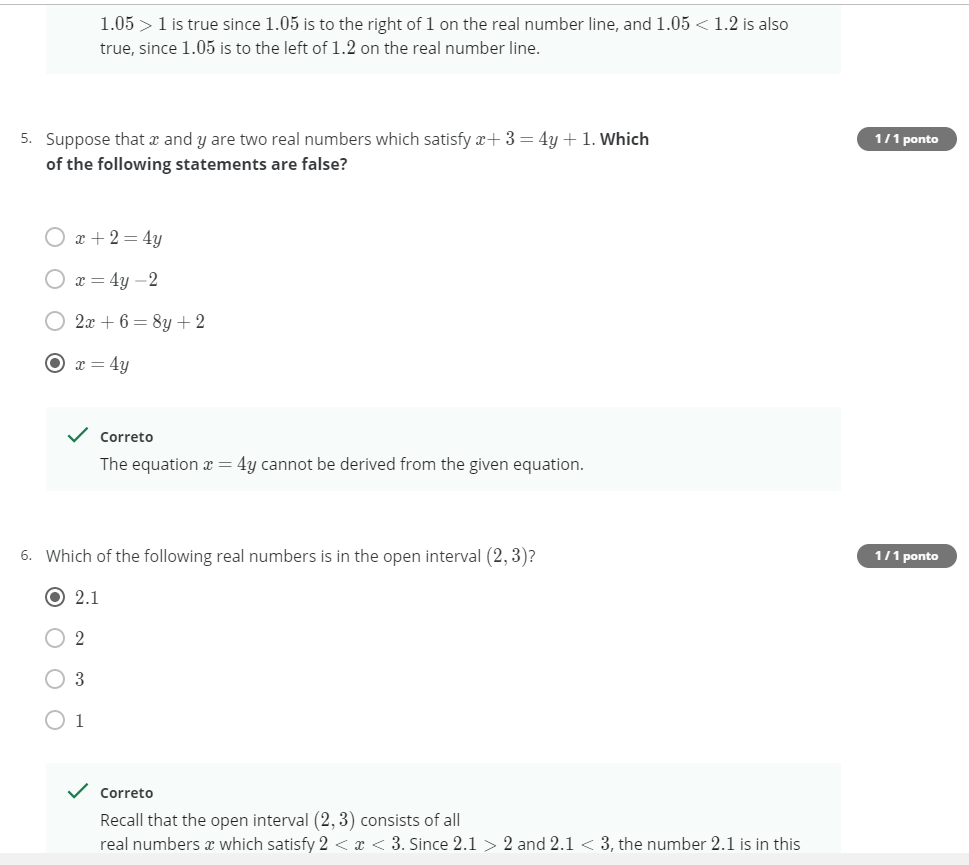 1.05 > 1 is true since 1.05 is to the right of 1 on the real number line, and 1.05 < 1.2 is also
true, since 1.05 is to the left of 1.2 on the real number line.
5. Suppose that x and y are two real numbers which satisfy x+ 3 = 4y + 1. Which 1 / 1 ponto
of the following statements are false?
x + 2 = 4y
x = 4y −2
2x + 6 = 8y + 2
x = 4y
Correto
The equation x = 4y cannot be derived from the given equation.
6. Which of the following real numbers is in the open interval (2, 3)? 1 / 1 ponto
2.1
2
3
1
Correto
Recall that the open interval (2, 3) consists of all
real numbers x which satisfy 2 < x < 3. Since 2.1 > 2 and 2.1 < 3, the number 2.1 is in this